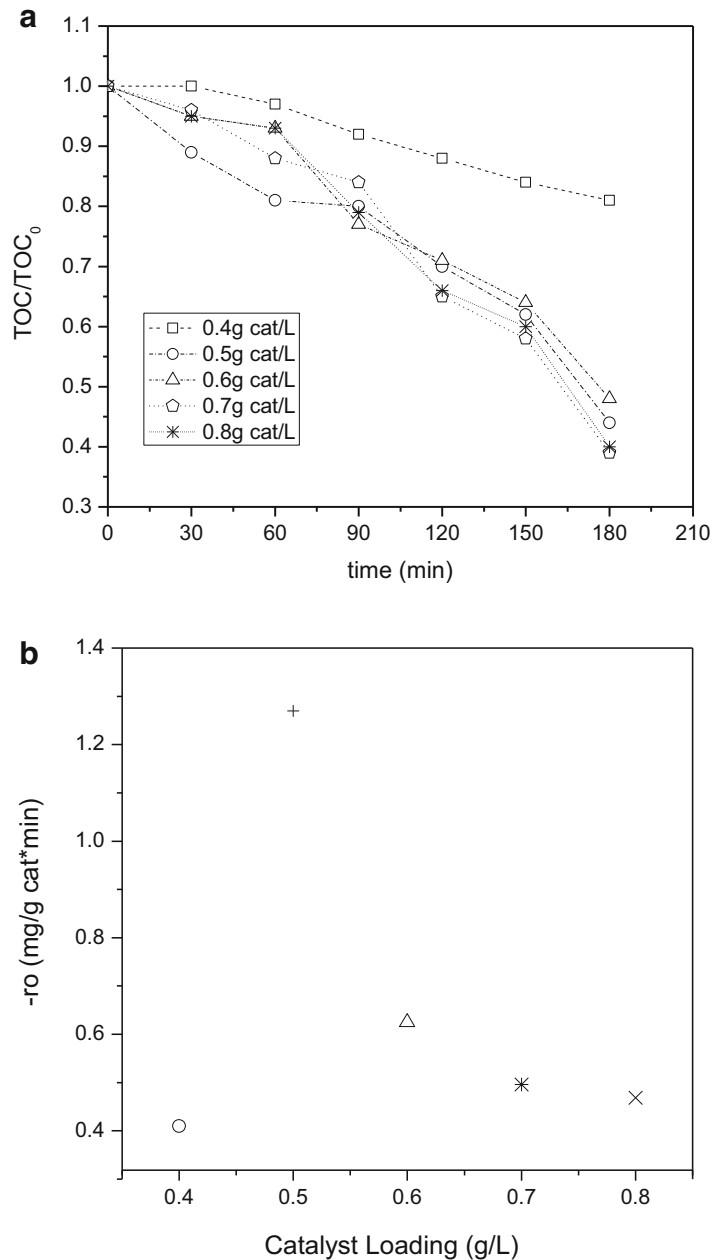 a
1.1
1.0
0.9
0.8
0.7
0.6
0.5
0.4
0.3
TOC/TOC₀
0.4g cat/L
0.5g cat/L
0.6g cat/L
0.7g cat/L
0.8g cat/L
0 30 60 90 120 150 180 210
time (min)
b
1.4
1.2
1.0
0.8
0.6
0.4
-ro (mg/g cat*min)
0.4 0.5 0.6 0.7 0.8
Catalyst Loading (g/L)